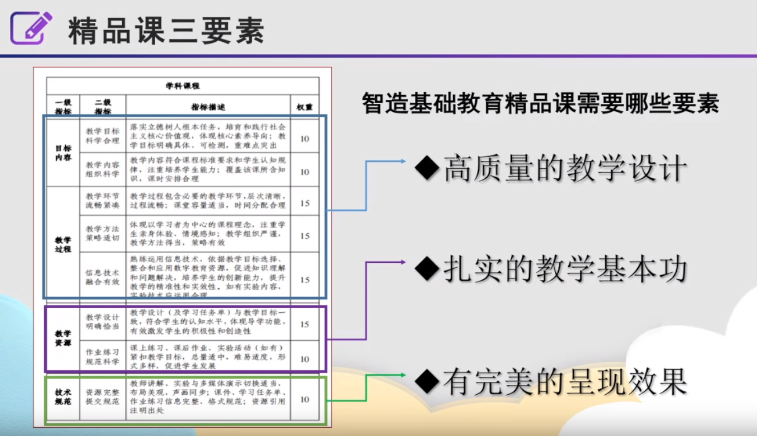 精品课三要素
学科课程
一级
指标
二级
指标
指标描述
权重
目标
内容
教学目标
科学合理
落实立德树人根本任务，培育和践行社会
主义核心价值观，体现核心素养导向；教
学目标明确具体、可检测，重难点突出
10
教学内容
组织科学
教学内容符合课程标准要求和学生认知规
律，注重培养学生能力；覆盖该课所含知
识，课时安排合理
10
教学
过程
教学环节
流畅紧凑
教学过程包含必要的教学环节，层次清晰，
过程流畅；课堂容量适当，时间分配合理
15
教学方法
策略适切
体现以学习者为中心的课程理念，注重学
生亲身体验、情境感知；教学组织严谨，
教学方法得当，策略有效
15
信息技术
融合有效
熟练运用信息技术，依据教学目标选择、
整合和应用数字教育资源，促进知识理解
和问题解决，培养学生的创新能力，提升
教学的精准性和实效性。如有实验内容，
实验技术应运用合理
15
教学
资源
教学设计
明确恰当
教学设计（及学习任务单）与教学目标一
致，符合学生的认知水平，体现导学功能，
有效激发学生的积极性和创造性
15
作业练习
规范科学
课上练习、课后作业、实验活动（如有）
紧扣教学目标，总量适中，难易适度，形
式多样，促进学生发展
10
技术
规范
资源完整
提交规范
教师讲解、实验与多媒体演示切换适当，
布局美观，声画同步；课件、学习任务单、
作业练习信息完整、格式规范；资源引用
注明出处
10
智造基础教育精品课需要哪些要素
◆高质量的教学设计
◆扎实的教学基本功
◆有完美的呈现效果